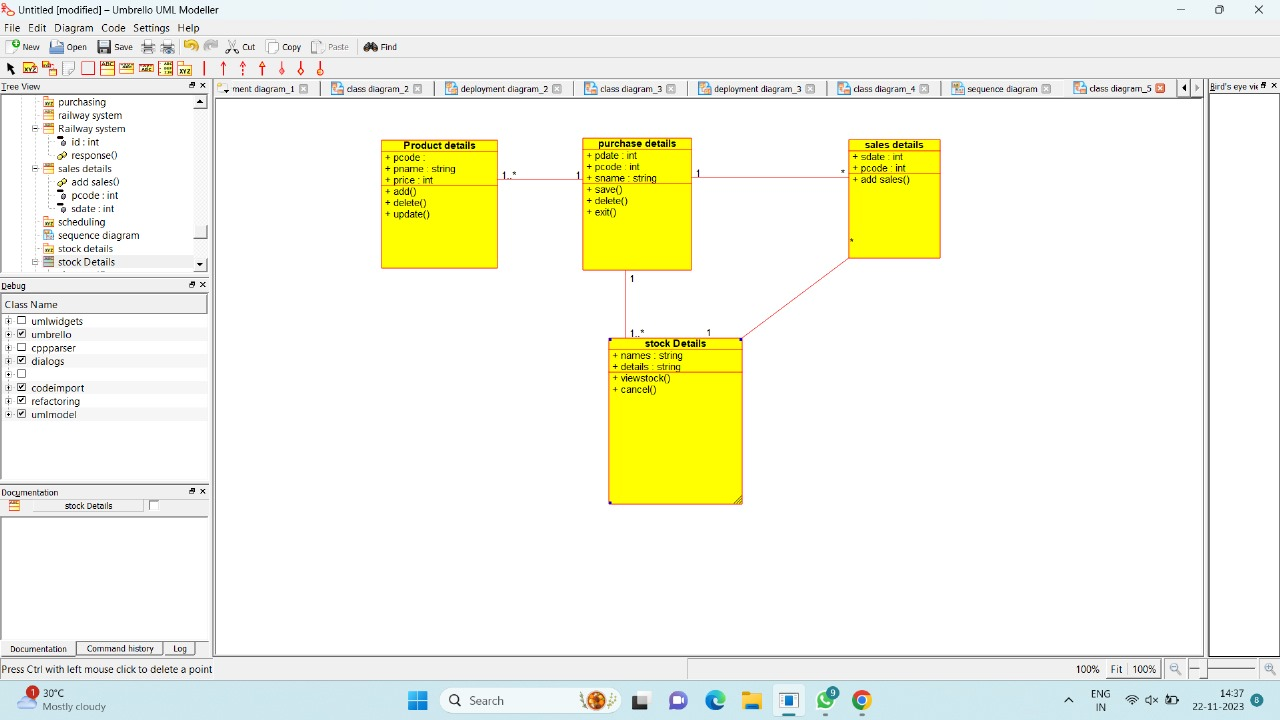 Untitled [modified] – Umbrello UML Modeller
File Edit Diagram Code Settings Help
New Open Save Cut Copy Paste Find
Tree View
ment diagram_1 class diagram_2 deployment diagram_2 class diagram_3 deployment diagram_3 class diagram_4 sequence diagram class diagram_5
Bird's eye vie
purchasing
railway system
Railway system
id : int
response()
sales details
add sales()
pcode : int
sdate : int
scheduling
sequence diagram
stock details
stock Details
Debug
Class Name
umlwidgets
umbrello
cppparser
dialogs
codeimport
refactoring
umlmodel
Documentation
stock Details
Documentation Command history Log
Product details
+ pcode :
+ pname : string
+ price : int
+ add()
+ delete()
+ update()
1..*
1
purchase details
+ pdate : int
+ pcode : int
+ sname : string
+ save()
+ delete()
+ exit()
1
*
sales details
+ sdate : int
+ pcode : int
+ add sales()
*
1
1..*
1
stock Details
+ names : string
+ details : string
+ viewstock()
+ cancel()
Press Ctrl with left mouse click to delete a point
100% Fit 100%
1
30°C
Mostly cloudy
Search
9
ENG
IN
14:37
22-11-2023
8